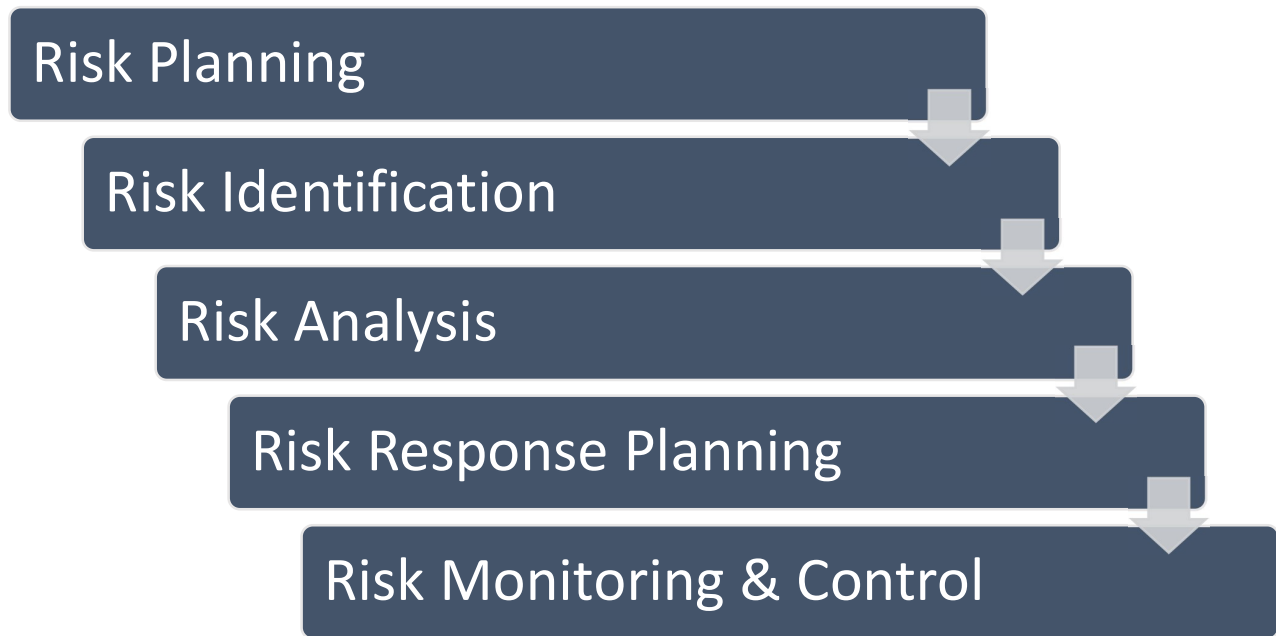 Risk Planning
Risk Identification
Risk Analysis
Risk Response Planning
Risk Monitoring & Control